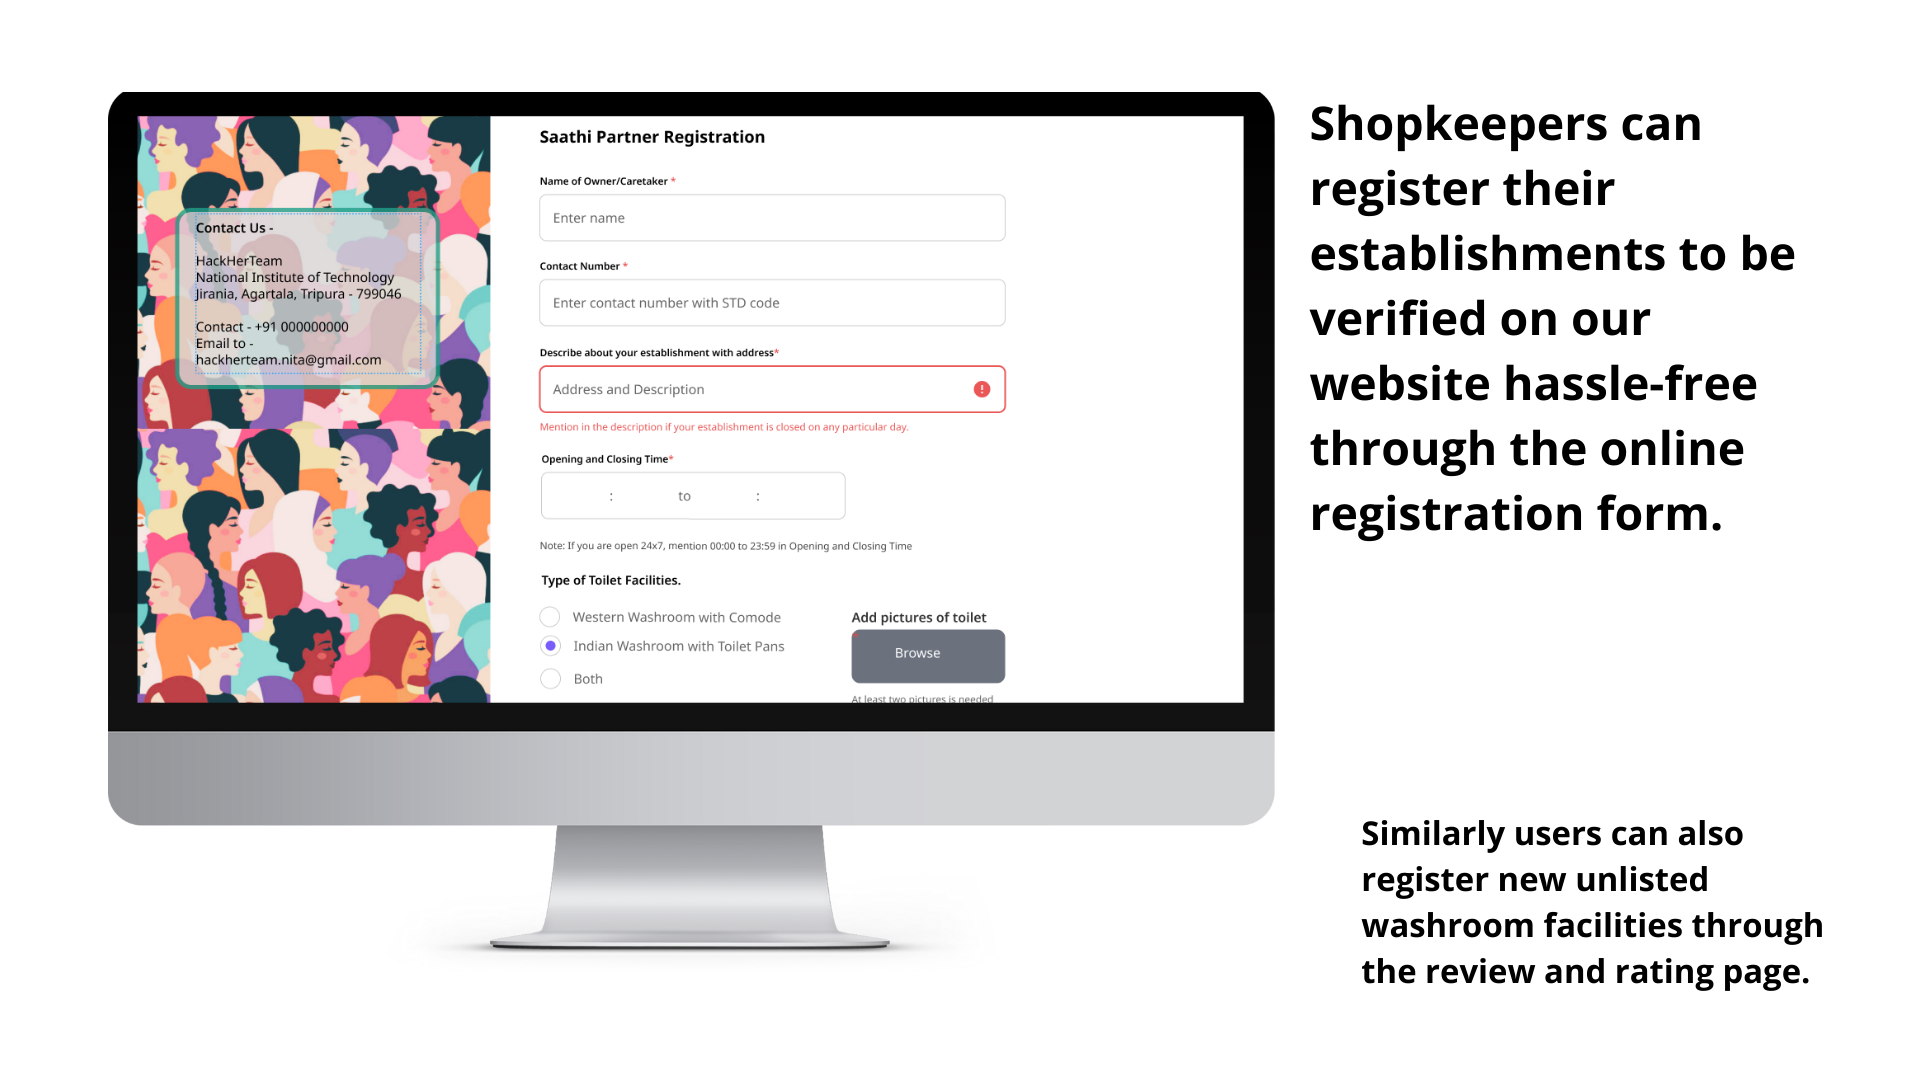 Contact Us -
HackHerTeam
National Institute of Technology
Jirania, Agartala, Tripura - 799046
Contact - +91 000000000
Email to -
hackherteam.nita@gmail.com
Saathi Partner Registration
Name of Owner/Caretaker *
Enter name
Contact Number *
Enter contact number with STD code
Describe about your establishment with address*
Address and Description
Mention in the description if your establishment is closed on any particular day.
Opening and Closing Time*
: to :
Note: If you are open 24x7, mention 00:00 to 23:59 in Opening and Closing Time
Type of Toilet Facilities.
Western Washroom with Comode
Indian Washroom with Toilet Pans
Both
Add pictures of toilet
*
Browse
At least two pictures is needed
Shopkeepers can
register their
establishments to be
verified on our
website hassle-free
through the online
registration form.
Similarly users can also
register new unlisted
washroom facilities through
the review and rating page.